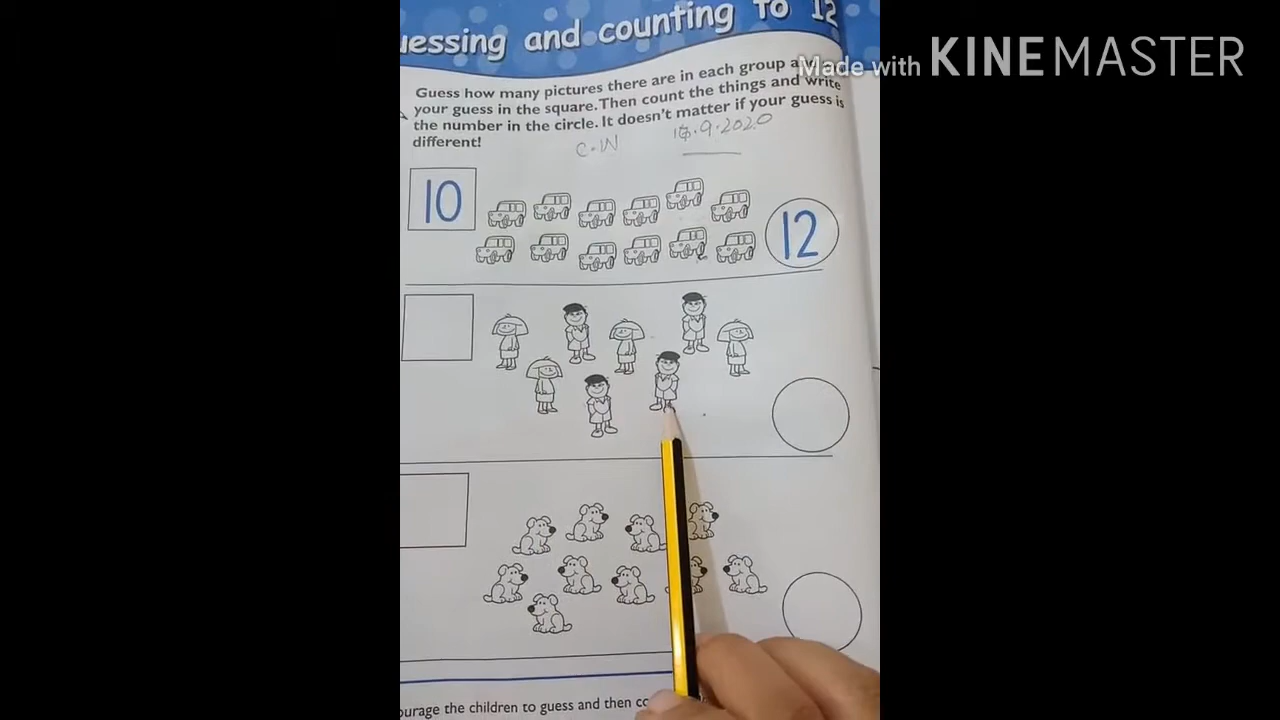 uessing and counting to 12
Made with KINEMASTER
Guess how many pictures there are in each group a
your guess in the square. Then count the things and write
the number in the circle. It doesn't matter if your guess is
different!
C.W 9.2020
10
12
ourage the children to guess and then co